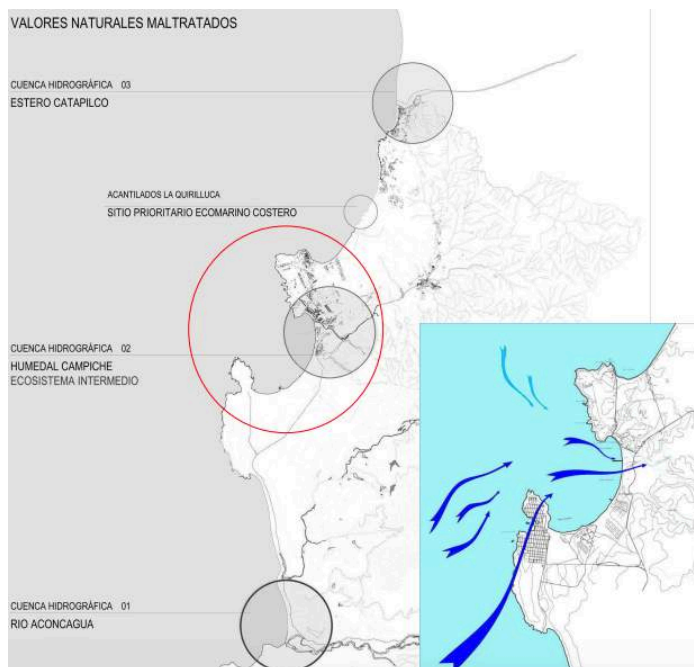 VALORES NATURALES MALTRATADOS
CUENCA HIDROGRÁFICA 03
ESTERO CATAPILCO
ACANTILADOS LA QUIRILLUCA
SITIO PRIORITARIO ECOMARINO COSTERO
CUENCA HIDROGRÁFICA 02
HUMEDAL CAMPICHE
ECOSISTEMA INTERMEDIO
CUENCA HIDROGRÁFICA 01
RIO ACONCAGUA